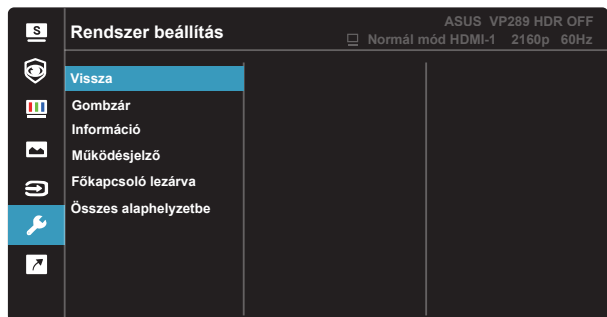 S
Rendszer beállítás
ASUS VP289 HDR OFF
Normál mód HDMI-1 2160p 60Hz
Vissza
Gombzár
Információ
Működésjelző
Főkapcsoló lezárva
Összes alaphelyzetbe